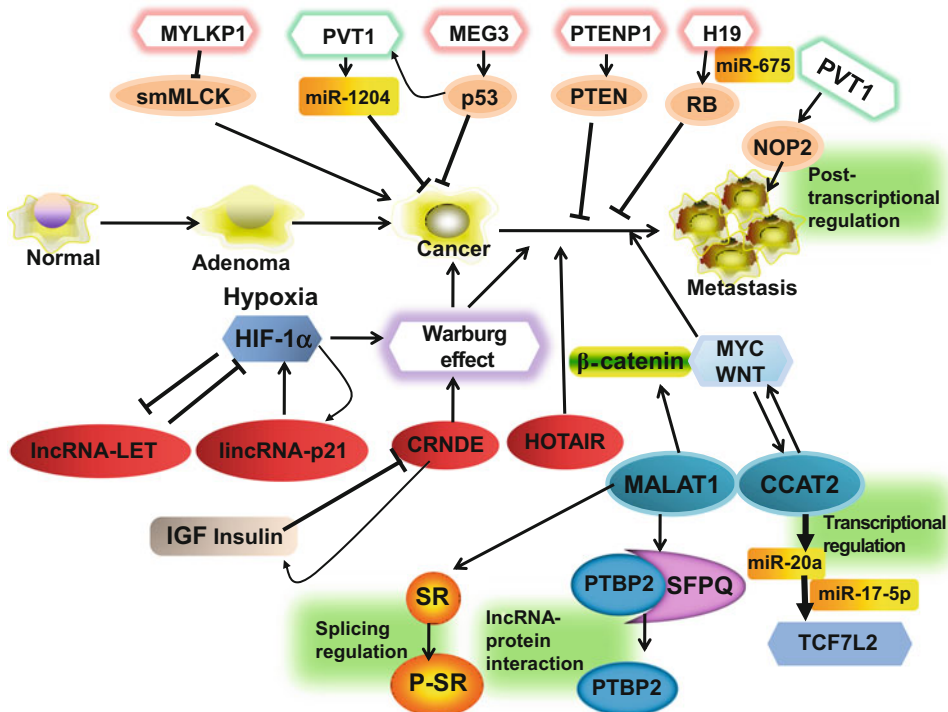 MYLKP1
PVT1
MEG3
PTENP1
H19
miR-675
PVT1
smMLCK
miR-1204
p53
PTEN
RB
NOP2
Post-
transcriptional
regulation
Normal
Adenoma
Cancer
Metastasis
Hypoxia
HIF-1α
Warburg
effect
β-catenin
MYC
WNT
lncRNA-LET
lincRNA-p21
CRNDE
HOTAIR
MALAT1
CCAT2
IGF Insulin
Transcriptional
regulation
miR-20a
miR-17-5p
TCF7L2
PTBP2
SFPQ
PTBP2
SR
P-SR
Splicing
regulation
lncRNA-
protein
interaction